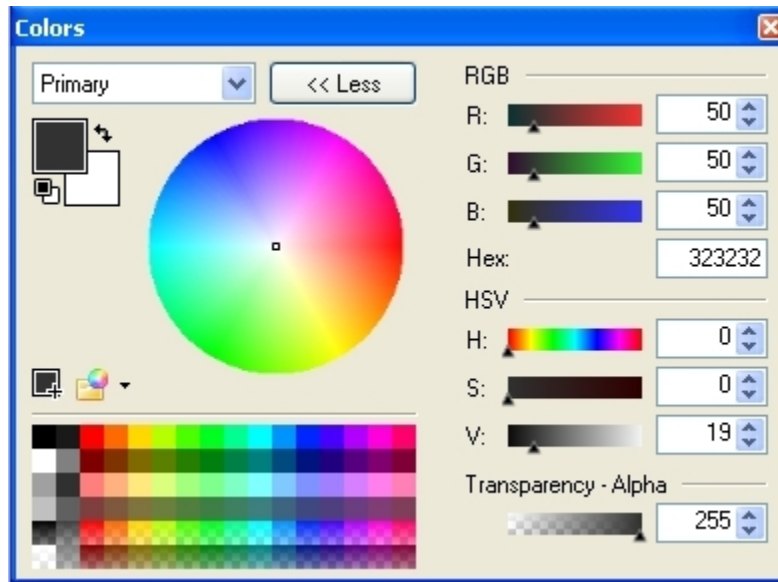 Colors
Primary
<< Less
RGB
R: 50
G: 50
B: 50
Hex: 323232
HSV
H: 0
S: 0
V: 19
Transparency - Alpha
255